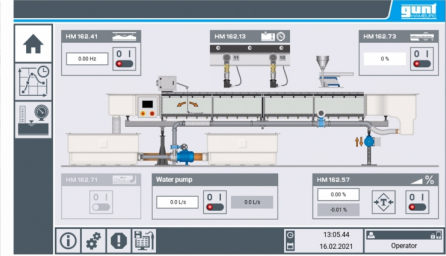 gunt
HAMBURG
HM 162.41
0.00 Hz
0 I
HM 162.13
HM 162.73
0 %
0 I
HM 162.71
0 I
Water pump
0.0 L/s
0 I
0.0 L/s
HM 162.57
%
0.00 %
-0.01 %
T
0 I
13:05.44
16.02.2021
Operator